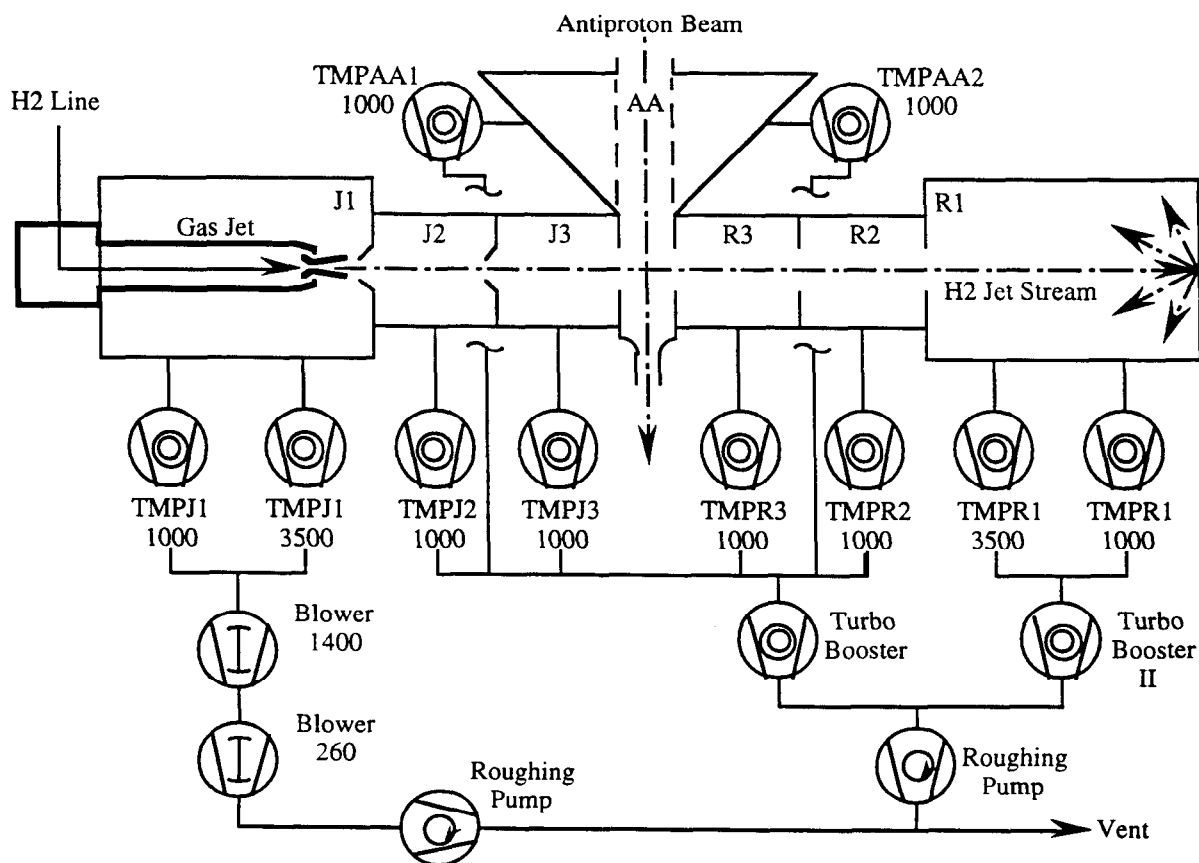 Antiproton Beam
TMPAA1
1000
AA
TMPAA2
1000
H2 Line
J1
Gas Jet
J2
J3
R3
R2
R1
H2 Jet Stream
TMPJ1
1000
TMPJ1
3500
TMPJ2
1000
TMPJ3
1000
TMPR3
1000
TMPR2
1000
TMPR1
3500
TMPR1
1000
Blower
1400
Turbo
Booster
Turbo
Booster
II
Blower
260
Roughing
Pump
Roughing
Pump
Vent